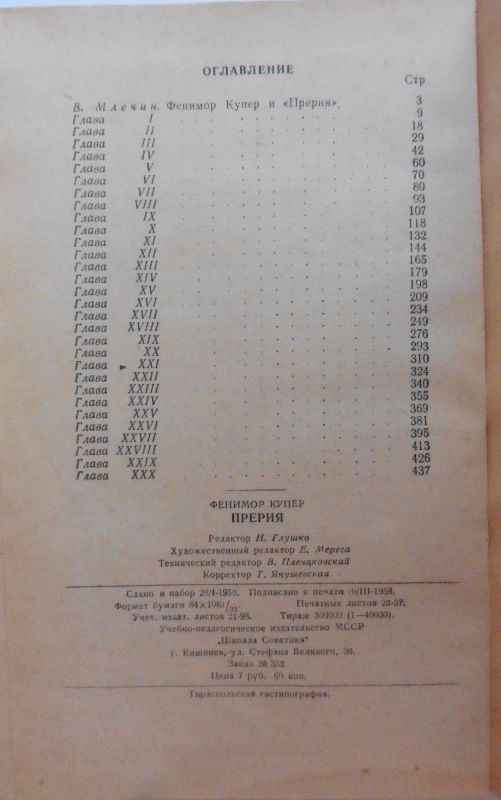 ОГЛАВЛЕНИЕ
Стр
В. Млечин. Фенимор Купер и «Прерия». 3
Глава I 9
Глава II 18
Глава III 29
Глава IV 42
Глава V 60
Глава VI 70
Глава VII 80
Глава VIII 93
Глава IX 107
Глава X 118
Глава XI 132
Глава XII 144
Глава XIII 165
Глава XIV 179
Глава XV 198
Глава XVI 209
Глава XVII 234
Глава XVIII 249
Глава XIX 276
Глава XX 293
Глава XXI 310
Глава XXII 324
Глава XXIII 340
Глава XXIV 355
Глава XXV 369
Глава XXVI 381
Глава XXVII 395
Глава XXVIII 413
Глава XXIX 426
Глава XXX 437
ФЕНИМОР КУПЕР
ПРЕРИЯ
Редактор Н. Глушко
Художественный редактор Е. Мерега
Технический редактор В. Пленцковский
Корректор Т. Янушевская
Сдано в набор 28/I-1958. Подписано к печати /III-1958.
Формат бумаги 84×108¹/₃₂. Печатных листов 23-37.
Учет. издат. листов 21-98. Тираж 300000 (1—40000).
Учебно-педагогическое издательство МССР
„Школа Советикэ"
г. Кишинев, ул. Стефана Великого, 36.
Заказ № 352
Цена 7 руб. 60 коп.
Тираспольская гостипография.